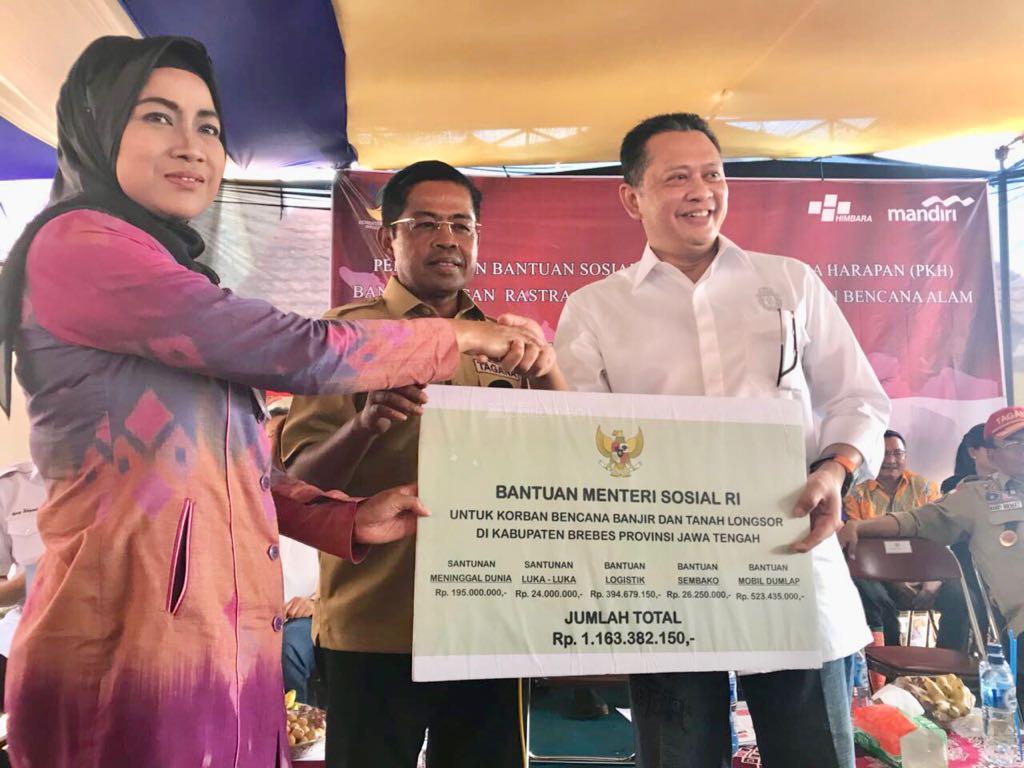 HIMBARA
mandiri
BANTUAN SOSIA
A HARAPAN (PKH)
RASTRA
BENCANA ALAM
TAGANA
BANTUAN MENTERI SOSIAL RI
UNTUK KORBAN BENCANA BANJIR DAN TANAH LONGSOR
DI KABUPATEN BREBES PROVINSI JAWA TENGAH
SANTUNAN MENINGGAL DUNIA Rp. 195.000.000,-
SANTUNAN LUKA - LUKA Rp. 24.000.000,-
BANTUAN LOGISTIK Rp. 394.679.150,-
BANTUAN SEMBAKO Rp. 26.250.000,-
BANTUAN MOBIL DUMLAP Rp. 523.435.000,-
JUMLAH TOTAL
Rp. 1.163.382.150,-
TAGANA